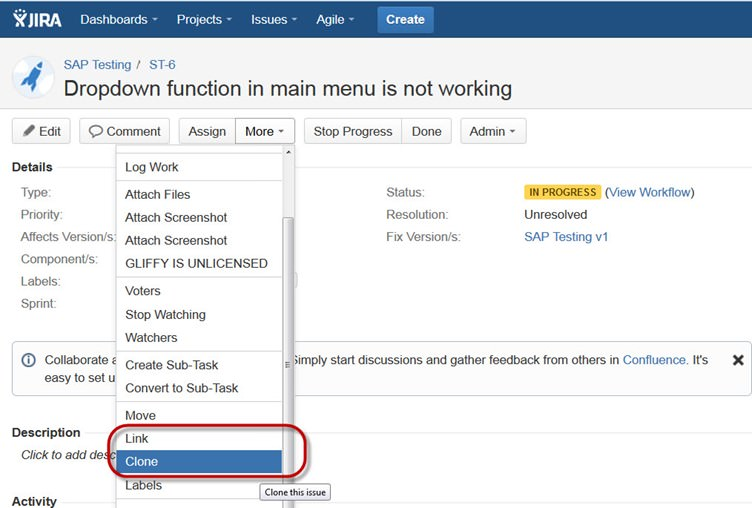 JIRA Dashboards Projects Issues Agile Create
SAP Testing / ST-6
Dropdown function in main menu is not working
Edit Comment Assign More Stop Progress Done Admin
Details
Log Work
Type:
Status: IN PROGRESS (View Workflow)
Attach Files
Priority:
Attach Screenshot
Resolution: Unresolved
Affects Version/s:
Attach Screenshot
Fix Version/s: SAP Testing v1
Component/s:
GLIFFY IS UNLICENSED
Labels:
Voters
Sprint:
Stop Watching
Watchers
Collaborate
Simply start discussions and gather feedback from others in Confluence. It's
Create Sub-Task
easy to set u
Convert to Sub-Task
Move
Description
Link
Click to add desc
Clone
Labels
Clone this issue
Activity